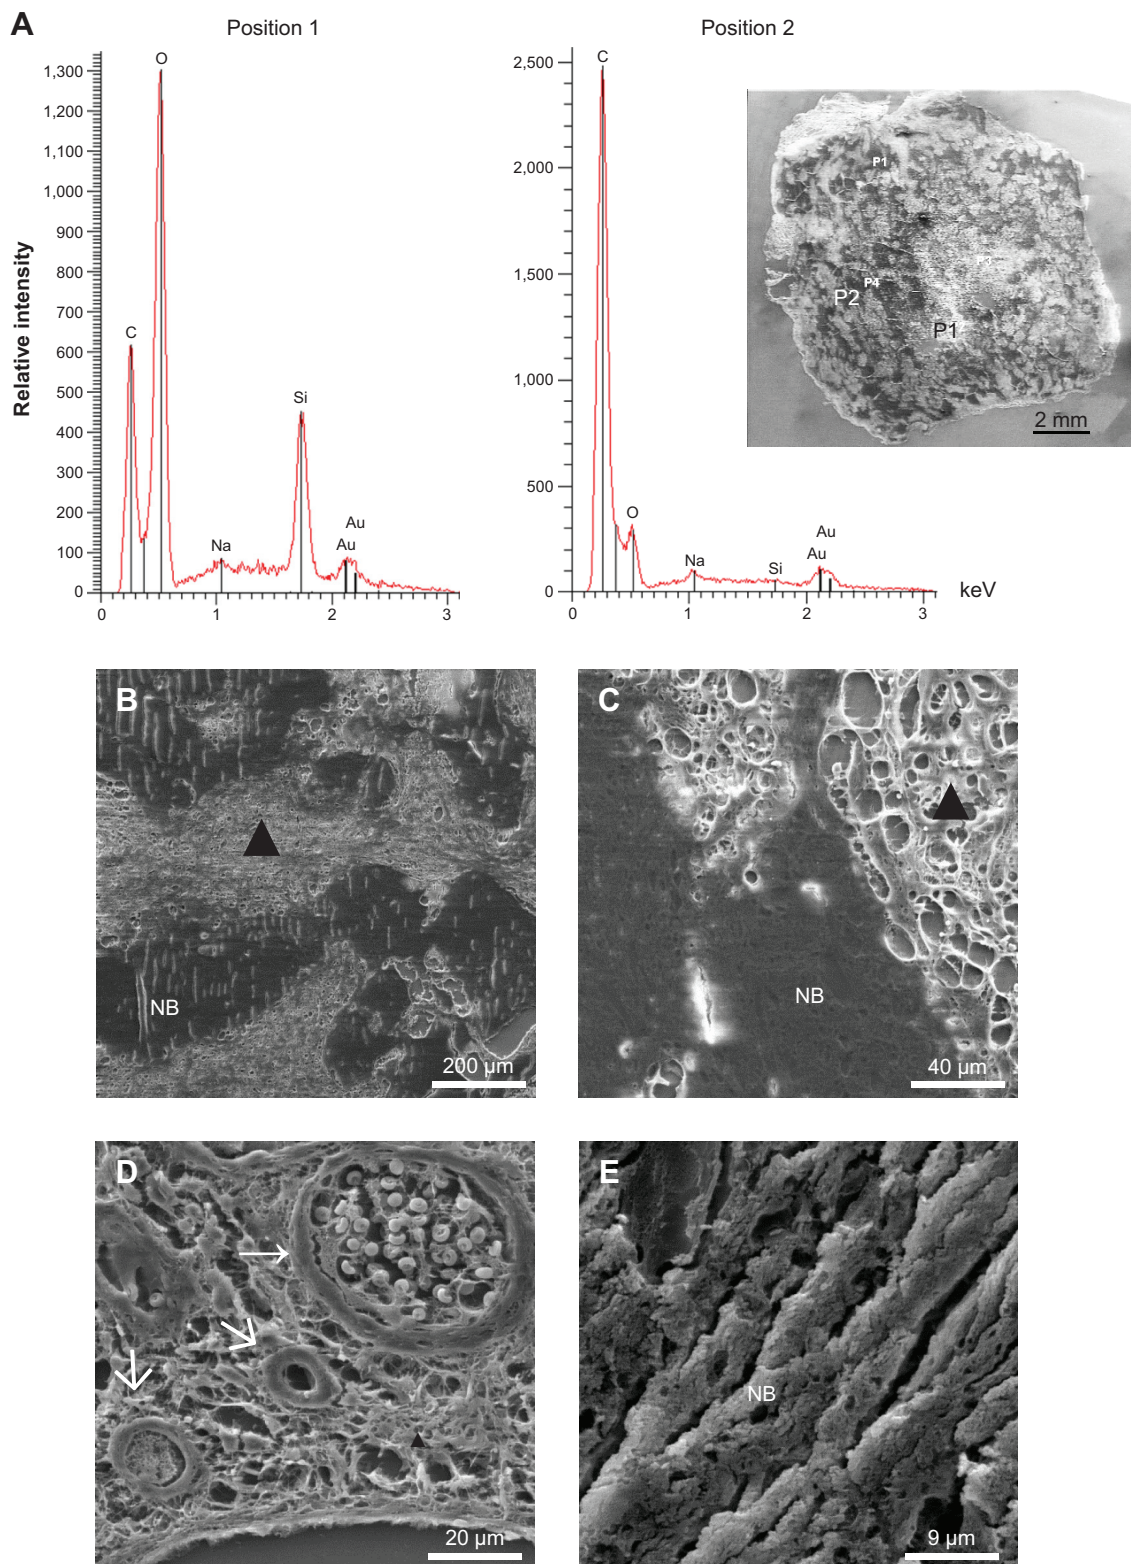 A
Position 1
Position 2
Relative intensity
1,300
1,200
1,100
1,000
900
800
700
600
500
400
300
200
100
0
C
O
Na
Si
Au
Au
0
1
2
3
2,500
2,000
1,500
1,000
500
0
C
O
Na
Si
Au
Au
0
1
2
3
keV
P1
P3
P4
P2
P1
2 mm
B
NB
200 µm
C
NB
40 µm
D
20 µm
E
NB
9 µm